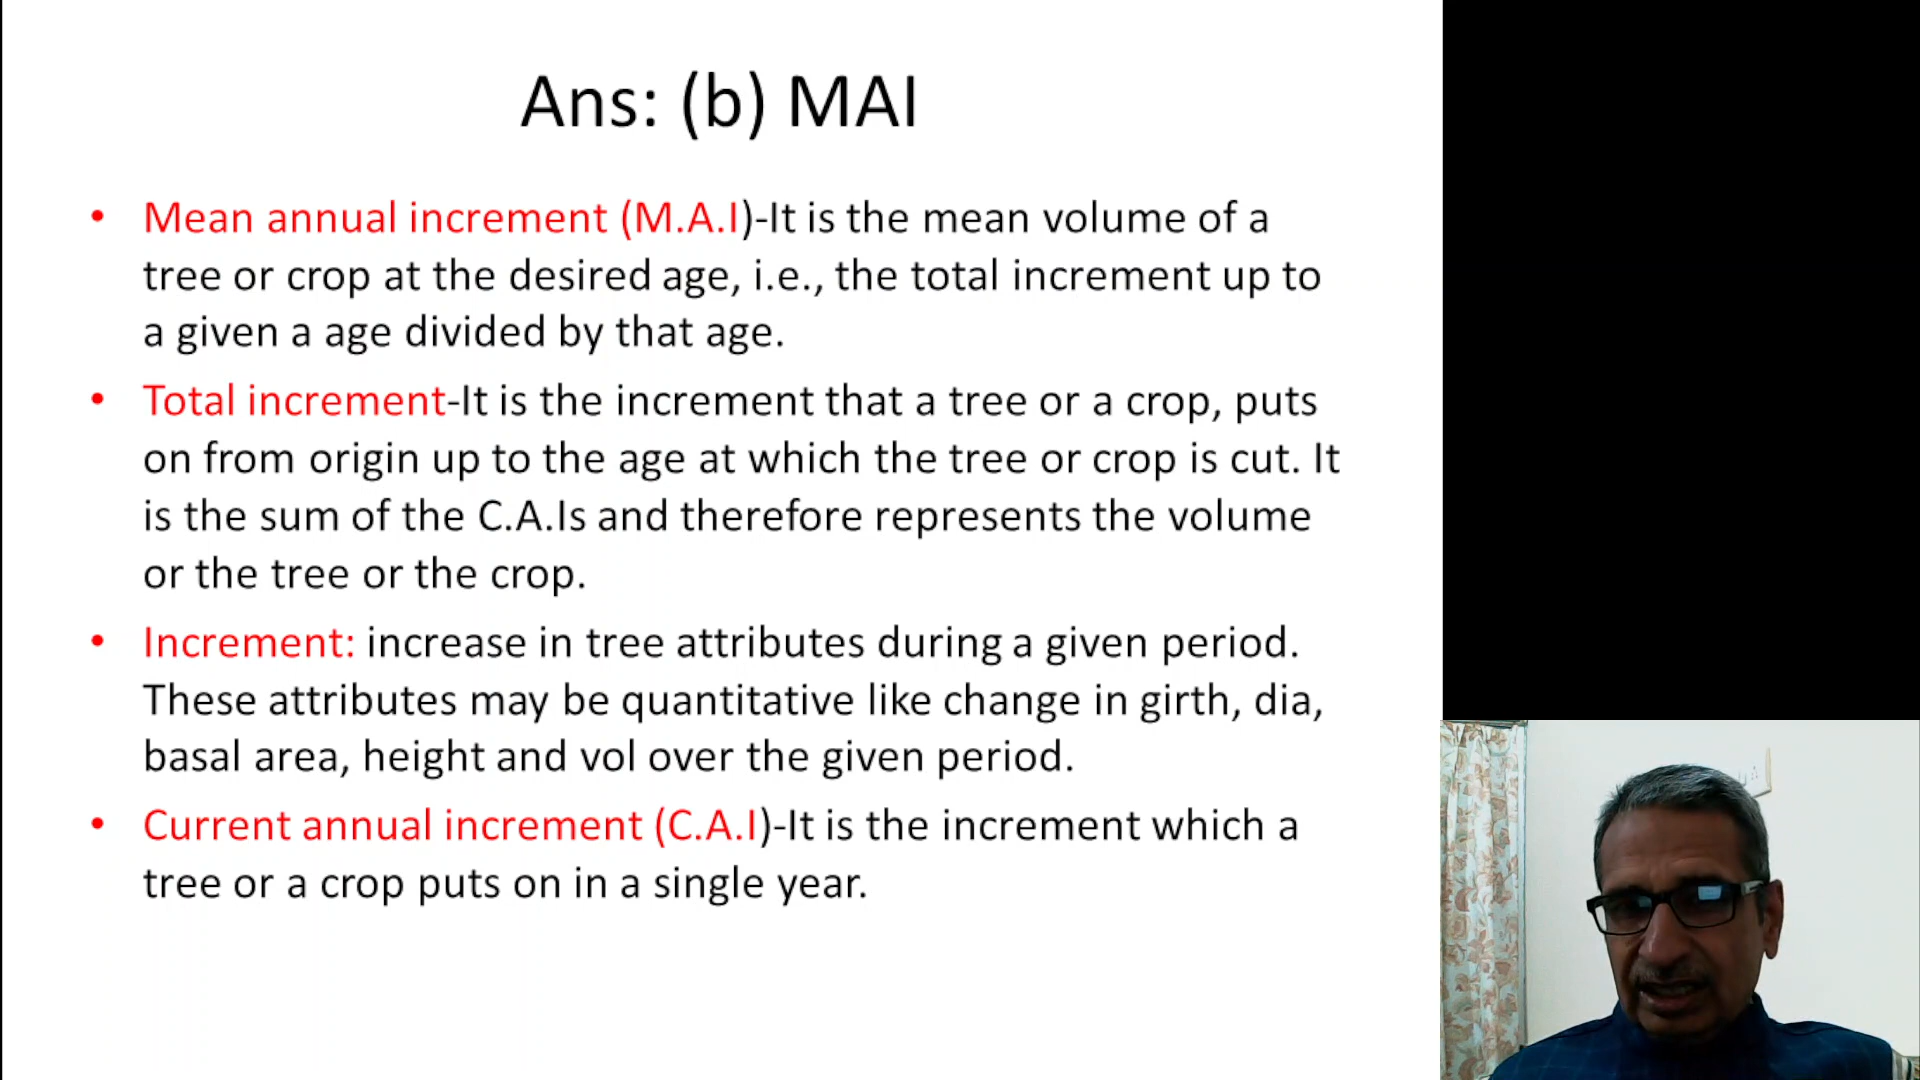 Ans: (b) MAI
• Mean annual increment (M.A.I)-It is the mean volume of a
tree or crop at the desired age, i.e., the total increment up to
a given a age divided by that age.
• Total increment-It is the increment that a tree or a crop, puts
on from origin up to the age at which the tree or crop is cut. It
is the sum of the C.A.Is and therefore represents the volume
or the tree or the crop.
• Increment: increase in tree attributes during a given period.
These attributes may be quantitative like change in girth, dia,
basal area, height and vol over the given period.
• Current annual increment (C.A.I)-It is the increment which a
tree or a crop puts on in a single year.